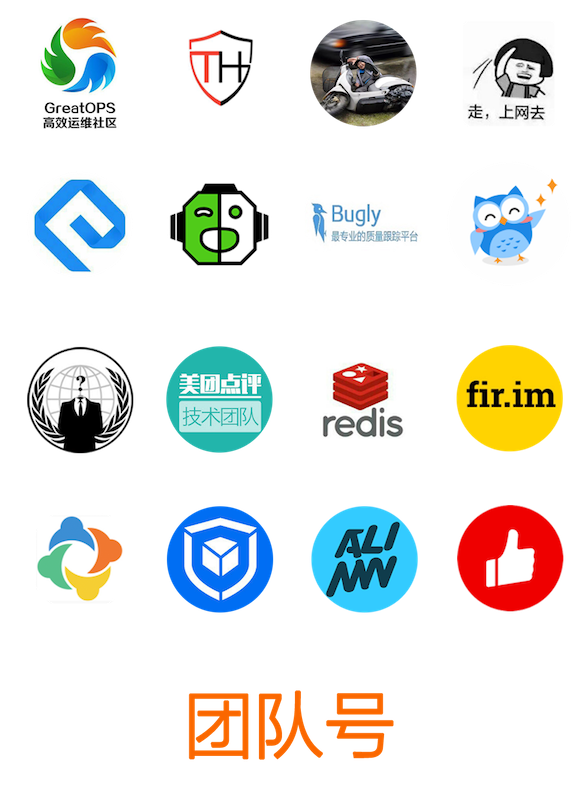 GreatOPS
高效运维社区
TH
走，上网去
Bugly
最专业的质量跟踪平台
?
美团点评
技术团队
redis
fir.im
ALI
MW
团队号